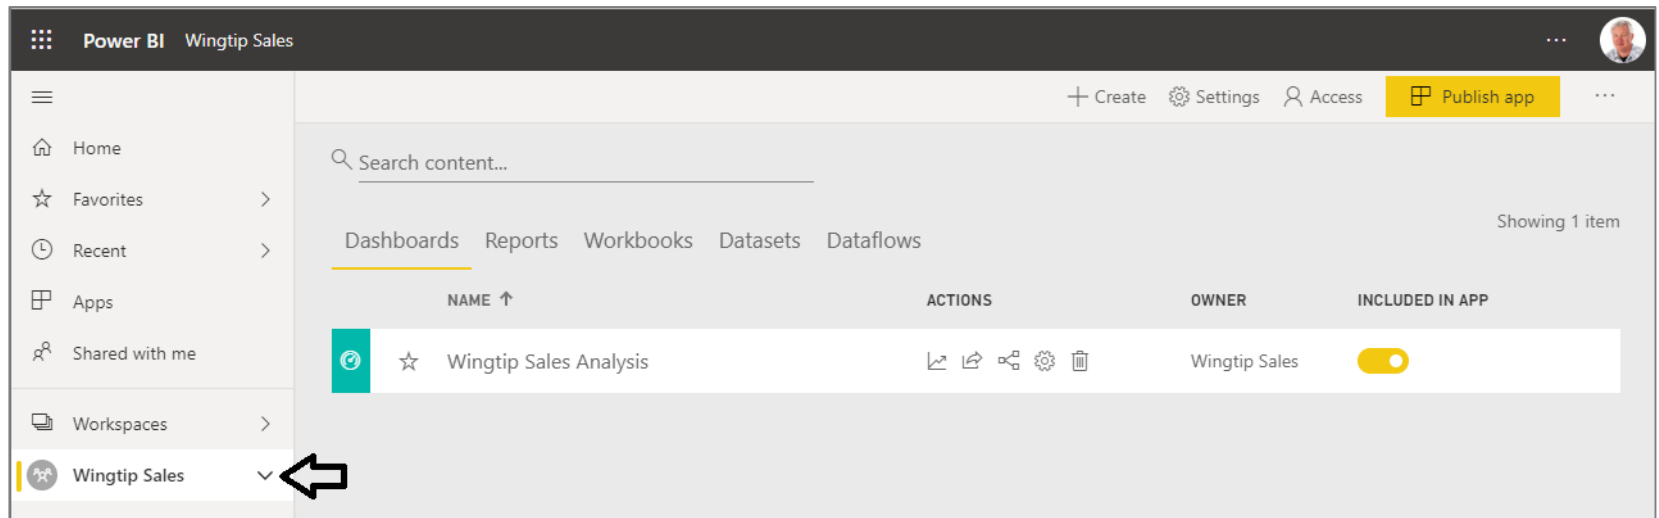 Power BI Wingtip Sales
Create Settings Access Publish app
Home
Search content...
Favorites
Showing 1 item
Dashboards Reports Workbooks Datasets Dataflows
Recent
Apps
NAME ACTIONS OWNER INCLUDED IN APP
Shared with me
Wingtip Sales Analysis Wingtip Sales
Workspaces
Wingtip Sales